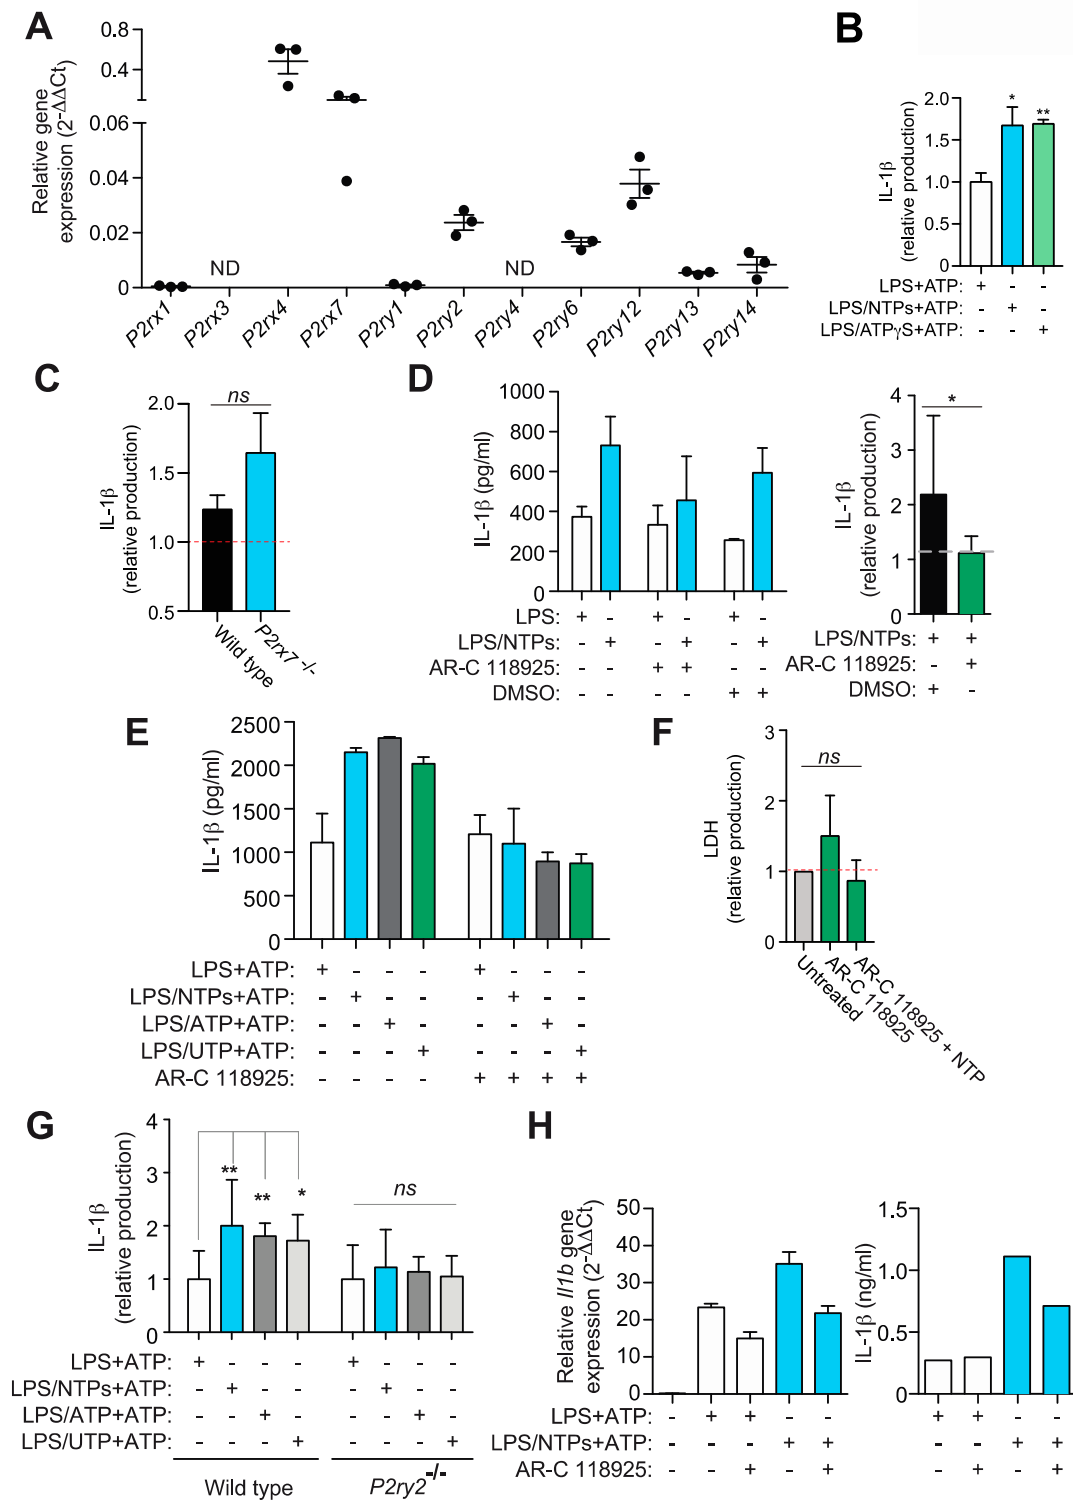 A
Relative gene
expression (2-ΔΔCt)
0.8
0.4
0.06
0.04
0.02
0
ND
ND
P2rx1
P2rx3
P2rx4
P2rx7
P2ry1
P2ry2
P2ry4
P2ry6
P2ry12
P2ry13
P2ry14
B
IL-1β
(relative production)
2.0
1.5
1.0
0.5
0
*
**
LPS+ATP: + - -
LPS/NTPs+ATP: - + -
LPS/ATPγS+ATP: - - +
C
IL-1β
(relative production)
2.0
1.5
1.0
0.5
ns
Wild type
P2rx7 -/-
D
IL-1β (pg/ml)
1000
800
600
400
200
0
LPS: + - + - + -
LPS/NTPs: - + - + - +
AR-C 118925: - - + + - -
DMSO: - - - - + +
IL-1β
(relative production)
4
3
2
1
0
*
LPS/NTPs: + +
AR-C 118925: - +
DMSO: + -
E
IL-1β (pg/ml)
2500
2000
1500
1000
500
0
LPS+ATP: + - - - + - - -
LPS/NTPs+ATP: - + - - - + - -
LPS/ATP+ATP: - - + - - - + -
LPS/UTP+ATP: - - - + - - - +
AR-C 118925: - - - - + + + +
F
LDH
(relative production)
3
2
1
0
ns
Untreated
AR-C 118925
AR-C 118925 + NTP
G
IL-1β
(relative production)
4
3
2
1
0
**
**
*
ns
LPS+ATP: + - - - + - - -
LPS/NTPs+ATP: - + - - - + - -
LPS/ATP+ATP: - - + - - - + -
LPS/UTP+ATP: - - - + - - - +
Wild type
P2ry2-/-
H
Relative Il1b gene
expression (2-ΔΔCt)
50
40
30
20
10
0
LPS+ATP: - + + - -
LPS/NTPs+ATP: - - - + +
AR-C 118925: - - + - +
IL-1β (ng/ml)
1.5
1.0
0.5
0
+ + - -
- - + +
- + - +